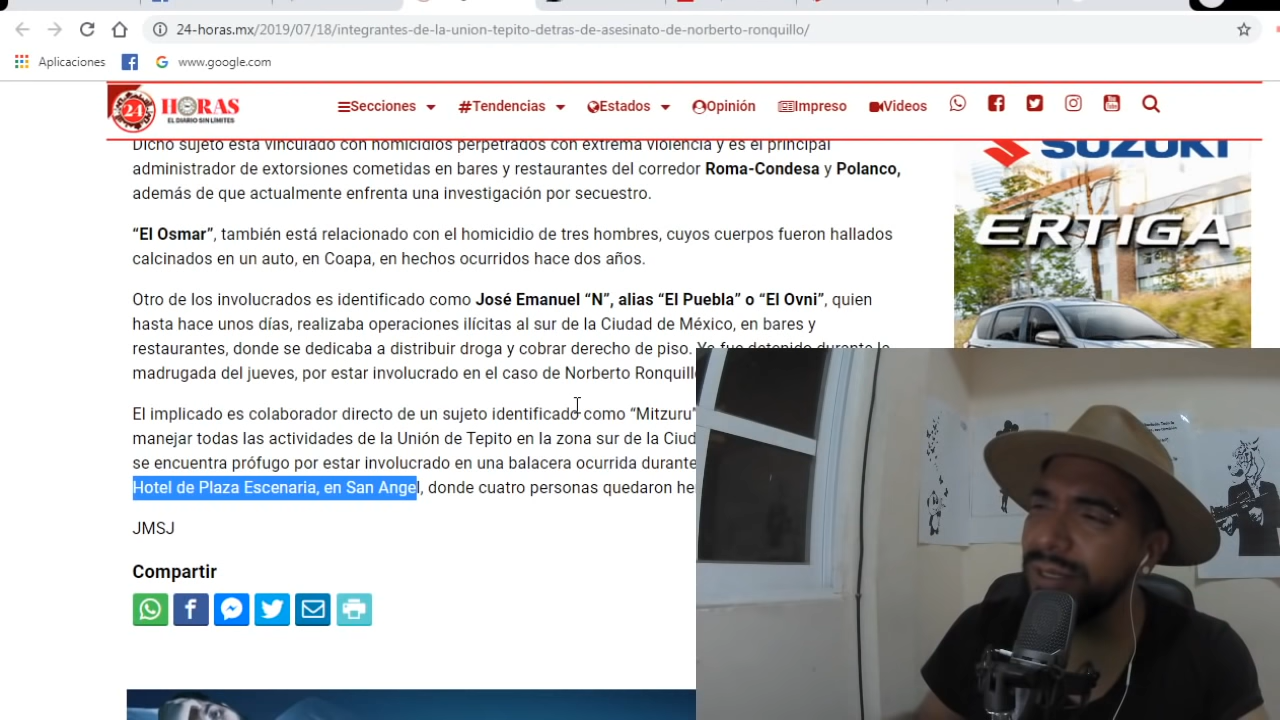 24-horas.mx/2019/07/18/integrantes-de-la-union-tepito-detras-de-asesinato-de-norberto-ronquillo/
Aplicaciones www.google.com
24 HORAS
EL DIARIO SIN LÍMITES
Secciones #Tendencias Estados Opinión Impreso Videos
Dicho sujeto está vinculado con homicidios perpetrados con extrema violencia y es el principal
administrador de extorsiones cometidas en bares y restaurantes del corredor Roma-Condesa y Polanco,
además de que actualmente enfrenta una investigación por secuestro.
“El Osmar”, también está relacionado con el homicidio de tres hombres, cuyos cuerpos fueron hallados
calcinados en un auto, en Coapa, en hechos ocurridos hace dos años.
Otro de los involucrados es identificado como José Emanuel “N”, alias “El Puebla” o “El Ovni”, quien
hasta hace unos días, realizaba operaciones ilícitas al sur de la Ciudad de México, en bares y
restaurantes, donde se dedicaba a distribuir droga y cobrar derecho de piso. Ya fue detenido durante la
madrugada del jueves, por estar involucrado en el caso de Norberto Ronquill
El implicado es colaborador directo de un sujeto identificado como “Mitzuru”
manejar todas las actividades de la Unión de Tepito en la zona sur de la Ciud
se encuentra prófugo por estar involucrado en una balacera ocurrida durante
Hotel de Plaza Escenaria, en San Angel, donde cuatro personas quedaron her
JMSJ
Compartir
SUZUKI
ERTIGA